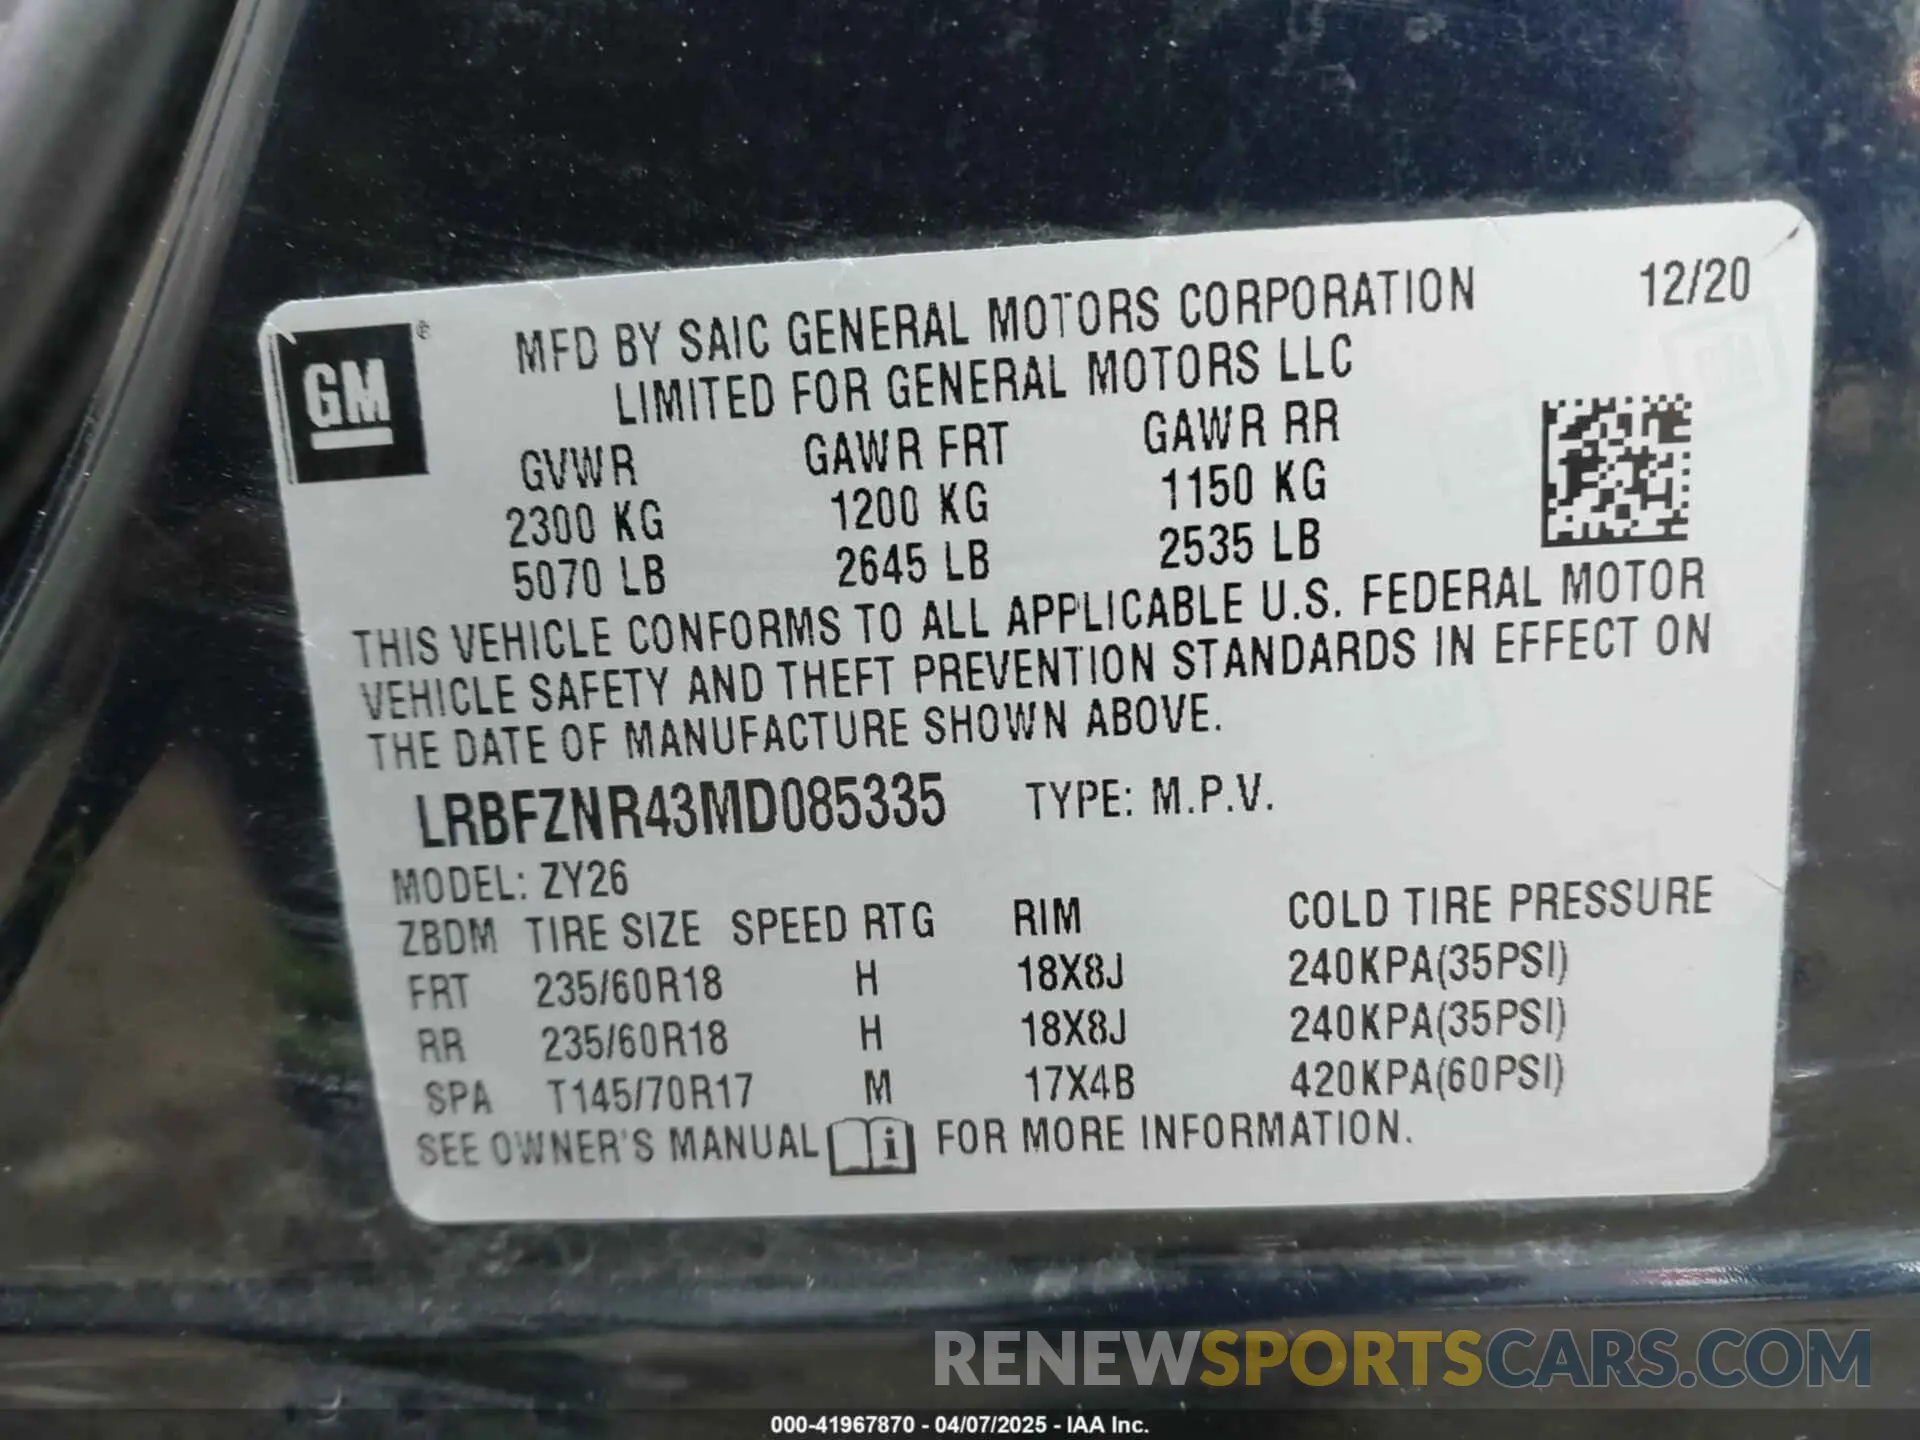 GM ®
MFD BY SAIC GENERAL MOTORS CORPORATION 12/20
LIMITED FOR GENERAL MOTORS LLC
GVWR GAWR FRT GAWR RR
2300 KG 1200 KG 1150 KG
5070 LB 2645 LB 2535 LB
THIS VEHICLE CONFORMS TO ALL APPLICABLE U.S. FEDERAL MOTOR
VEHICLE SAFETY AND THEFT PREVENTION STANDARDS IN EFFECT ON
THE DATE OF MANUFACTURE SHOWN ABOVE.
LRBFZNR43MD085335 TYPE: M.P.V.
MODEL: ZY26
ZBDM TIRE SIZE SPEED RTG RIM COLD TIRE PRESSURE
FRT 235/60R18 H 18X8J 240KPA(35PSI)
RR 235/60R18 H 18X8J 240KPA(35PSI)
SPA T145/70R17 M 17X4B 420KPA(60PSI)
SEE OWNER'S MANUAL i FOR MORE INFORMATION.
RENEWSPORTSCARS.COM
000-41967870 - 04/07/2025 - IAA Inc.